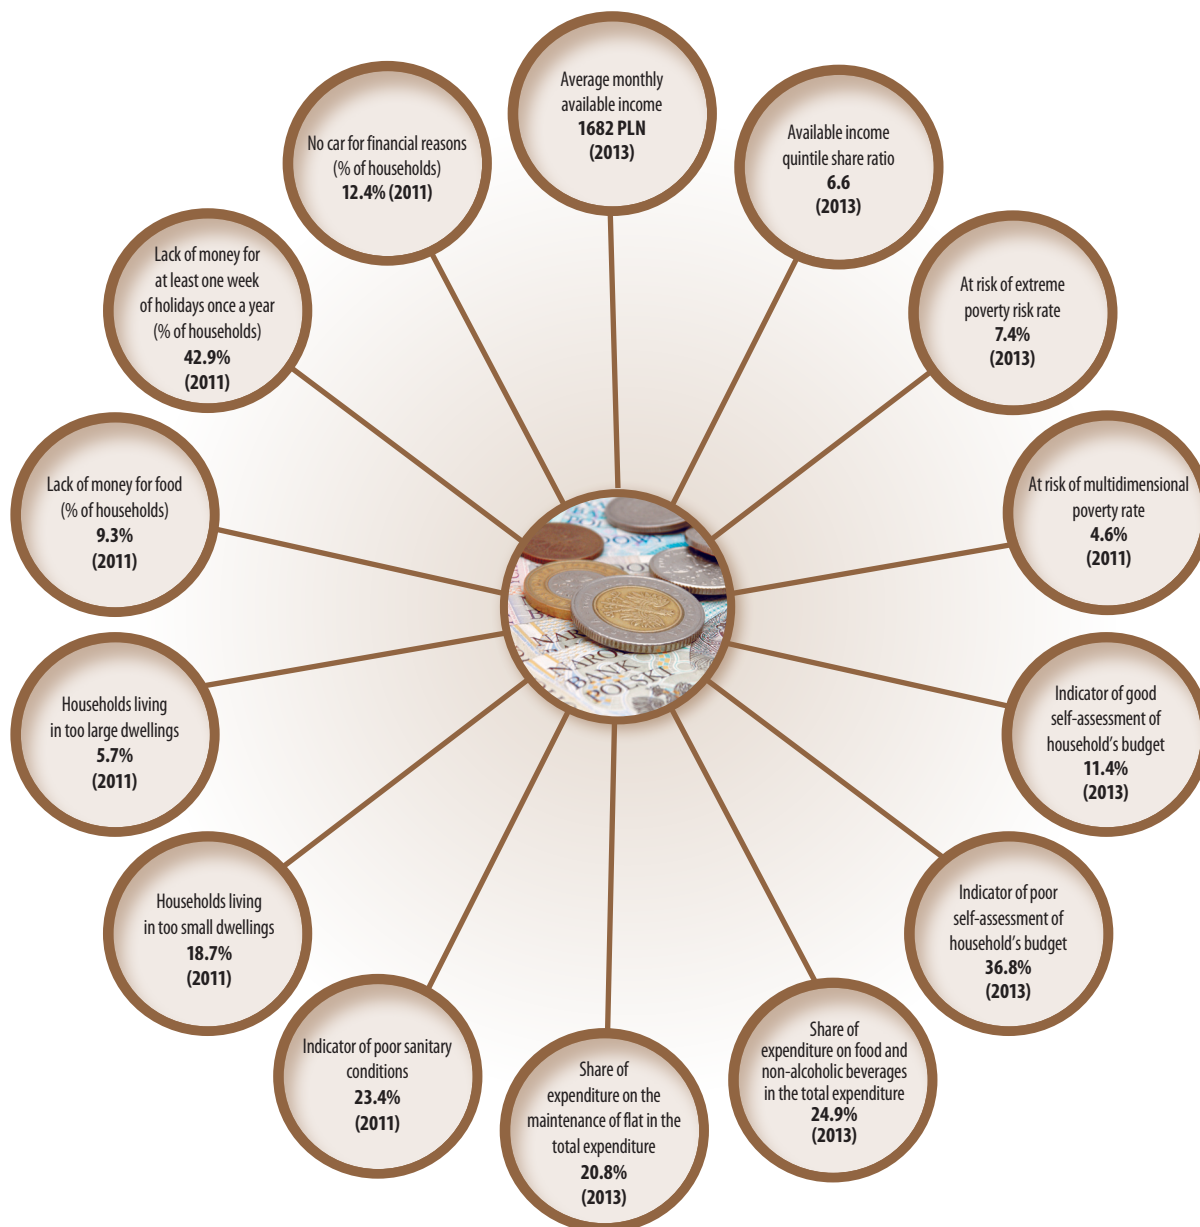 Average monthly
available income
1682 PLN
(2013)
Available income
quintile share ratio
6.6
(2013)
At risk of extreme
poverty risk rate
7.4%
(2013)
At risk of multidimensional
poverty rate
4.6%
(2011)
Indicator of good
self-assessment of
household's budget
11.4%
(2013)
Indicator of poor
self-assessment of
household's budget
36.8%
(2013)
Share of
expenditure on food and
non-alcoholic beverages
in the total expenditure
24.9%
(2013)
Share of
expenditure on the
maintenance of flat in the
total expenditure
20.8%
(2013)
Indicator of poor sanitary
conditions
23.4%
(2011)
Households living
in too small dwellings
18.7%
(2011)
Households living
in too large dwellings
5.7%
(2011)
Lack of money for food
(% of households)
9.3%
(2011)
Lack of money for
at least one week
of holidays once a year
(% of households)
42.9%
(2011)
No car for financial reasons
(% of households)
12.4% (2011)
BANK
POLSKI